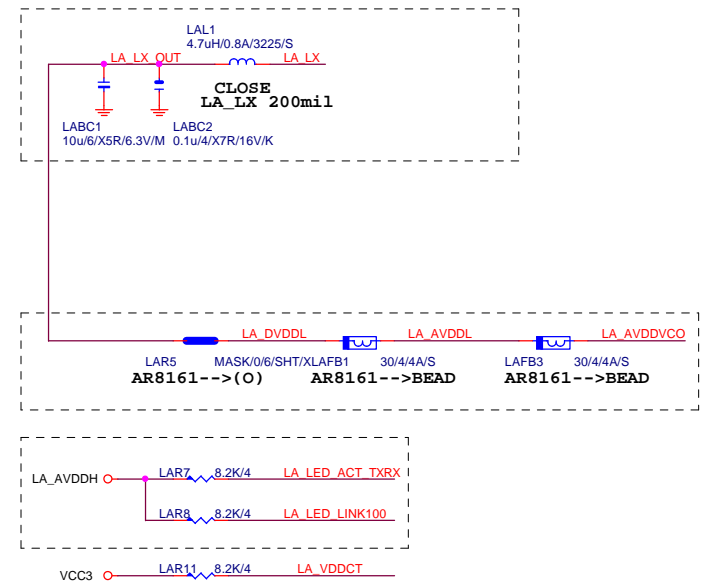 LAL1
4.7uH/0.8A/3225/S
LA_LX_OUT
LA_LX
CLOSE
LA_LX 200mil
LABC1
10u/6/X5R/6.3V/M
LABC2
0.1u/4/X7R/16V/K
LA_DVDDL
LA_AVDDL
LA_AVDDVCO
LAR5
MASK/0/6/SHT/X
LAFB1
30/4/4A/S
LAFB3
30/4/4A/S
AR8161-->(O)
AR8161-->BEAD
AR8161-->BEAD
LA_AVDDH
LAR7
8.2K/4
LA_LED_ACT_TXRX
LAR8
8.2K/4
LA_LED_LINK100
VCC3
LAR11
8.2K/4
LA_VDDCT